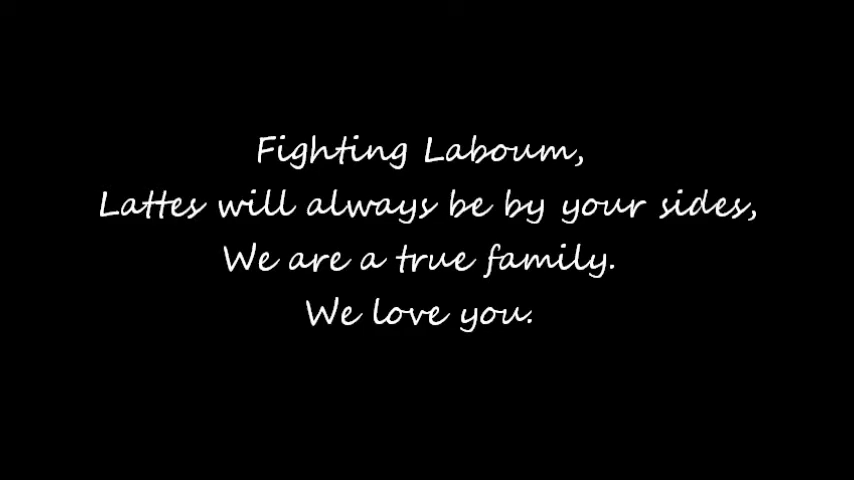 Fighting Laboum,
Lattes will always be by your sides,
We are a true family.
We love you.